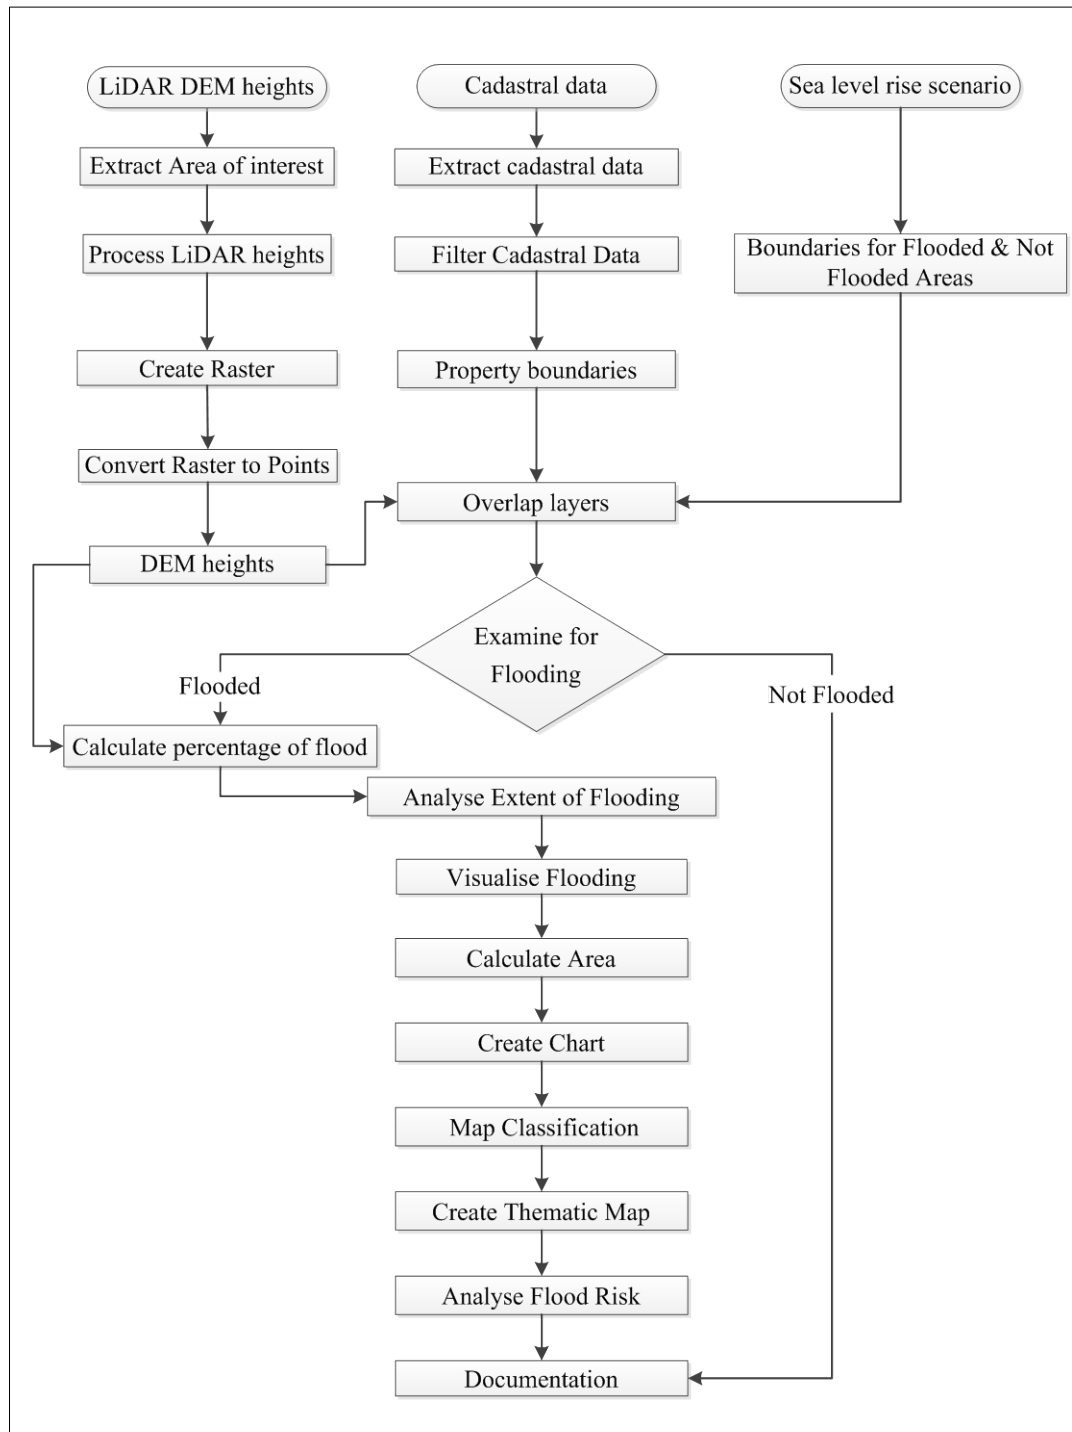 LiDAR DEM heights
Cadastral data
Sea level rise scenario
Extract Area of interest
Extract cadastral data
Process LiDAR heights
Filter Cadastral Data
Boundaries for Flooded & Not
Flooded Areas
Create Raster
Property boundaries
Convert Raster to Points
Overlap layers
DEM heights
Examine for
Flooding
Flooded
Not Flooded
Calculate percentage of flood
Analyse Extent of Flooding
Visualise Flooding
Calculate Area
Create Chart
Map Classification
Create Thematic Map
Analyse Flood Risk
Documentation